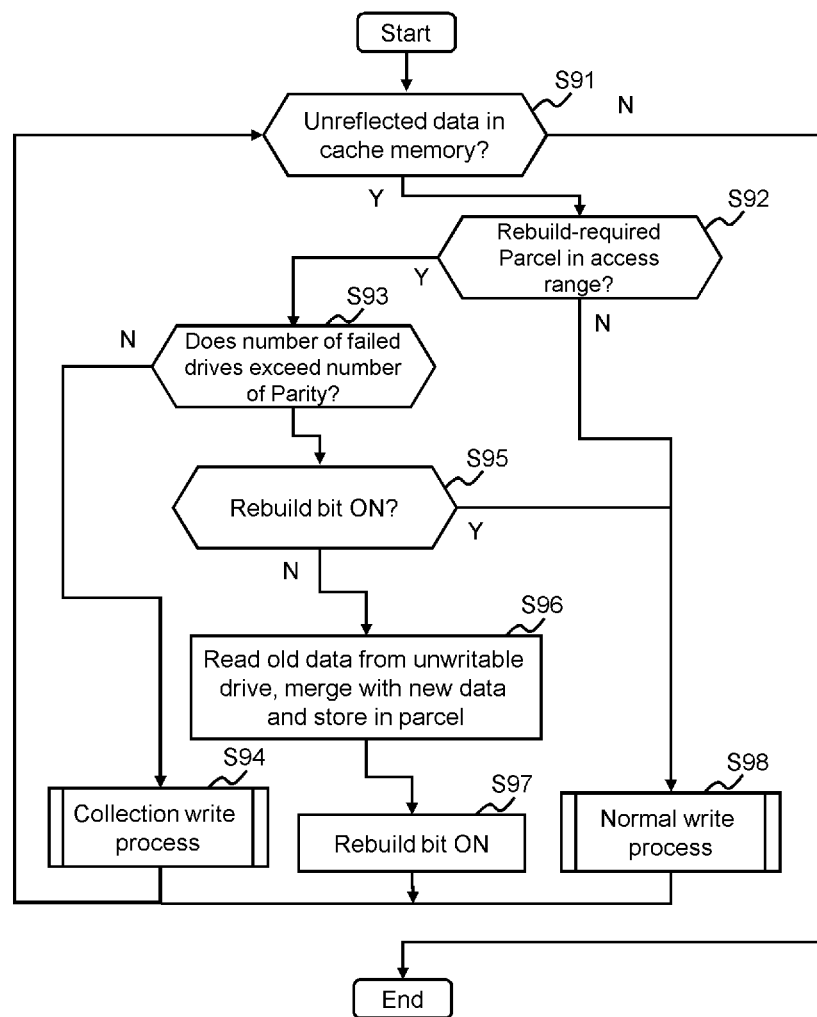 Start
S91
N
Unreflected data in
cache memory?
Y
S92
Rebuild-required
Parcel in access
range?
Y
S93
N
N
Does number of failed
drives exceed number
of Parity?
S95
Rebuild bit ON?
Y
N
S96
Read old data from unwritable
drive, merge with new data
and store in parcel
S94
S97
S98
Collection write
process
Rebuild bit ON
Normal write
process
End